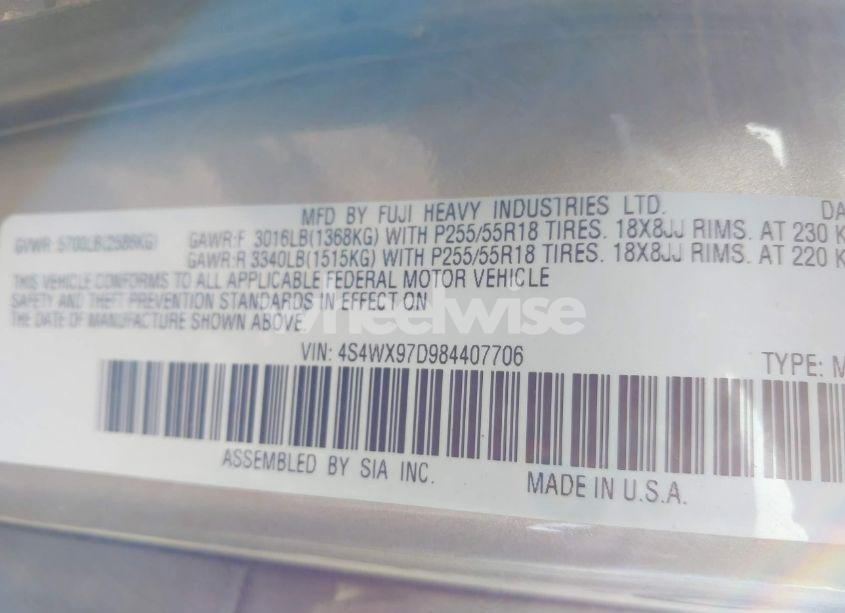 MFD BY FUJI HEAVY INDUSTRIES LTD. DA
GVWR: 5700LB(2586KG) GAWR:F 3016LB(1368KG) WITH P255/55R18 TIRES. 18X8JJ RIMS. AT 230 K
GAWR:R 3340LB(1515KG) WITH P255/55R18 TIRES. 18X8JJ RIMS. AT 220 K
THIS VEHICLE CONFORMS TO ALL APPLICABLE FEDERAL MOTOR VEHICLE
SAFETY AND THEFT PREVENTION STANDARDS IN EFFECT ON
THE DATE OF MANUFACTURE SHOWN ABOVE.
wheelwise
VIN: 4S4WX97D984407706
TYPE: M
ASSEMBLED BY SIA INC.
MADE IN U.S.A.